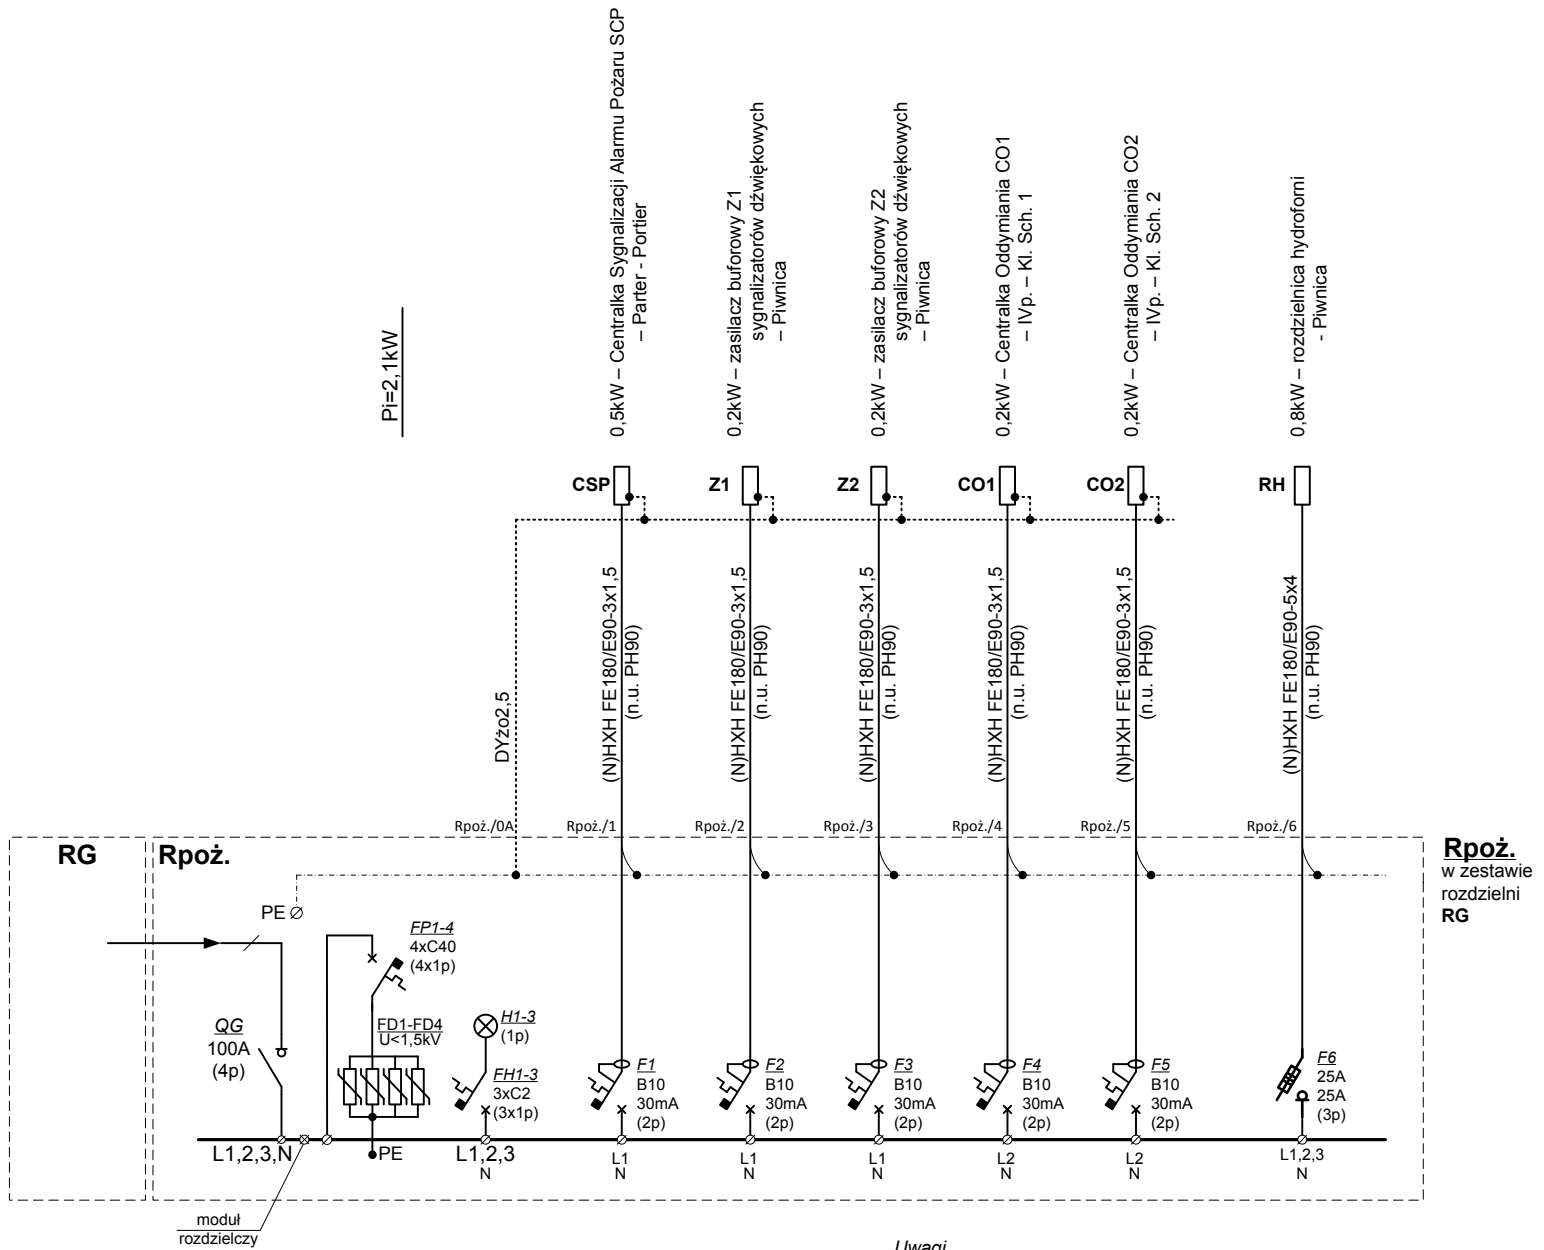 Pi=2,1kW
0,5kW – Centralka Sygnalizacji Alarmu Pożaru SCP
– Parter - Portier
0,2kW – zasilacz buforowy Z1
sygnalizatorów dźwiękowych
– Piwnica
0,2kW – zasilacz buforowy Z2
sygnalizatorów dźwiękowych
– Piwnica
0,2kW – Centralka Oddymiania CO1
– IVp. – Kl. Sch. 1
0,2kW – Centralka Oddymiania CO2
– IVp. – Kl. Sch. 2
0,8kW – rozdzielnica hydroforni
- Piwnica
CSP
Z1
Z2
CO1
CO2
RH
DYżo2,5
(N)HXH FE180/E90-3x1,5
(n.u. PH90)
(N)HXH FE180/E90-3x1,5
(n.u. PH90)
(N)HXH FE180/E90-3x1,5
(n.u. PH90)
(N)HXH FE180/E90-3x1,5
(n.u. PH90)
(N)HXH FE180/E90-3x1,5
(n.u. PH90)
(N)HXH FE180/E90-5x4
(n.u. PH90)
Rpoż./0A
Rpoż./1
Rpoż./2
Rpoż./3
Rpoż./4
Rpoż./5
Rpoż./6
RG
Rpoż.
Rpoż.
w zestawie
rozdzielni
RG
PE
FP1-4
4xC40
(4x1p)
QG
100A
(4p)
FD1-FD4
U<1,5kV
H1-3
(1p)
FH1-3
3xC2
(3x1p)
F1
B10
30mA
(2p)
F2
B10
30mA
(2p)
F3
B10
30mA
(2p)
F4
B10
30mA
(2p)
F5
B10
30mA
(2p)
F6
25A
25A
(3p)
L1,2,3,N
PE
L1,2,3
N
L1
N
L1
N
L1
N
L2
N
L2
N
L1,2,3
N
moduł
rozdzielczy
Uwagi